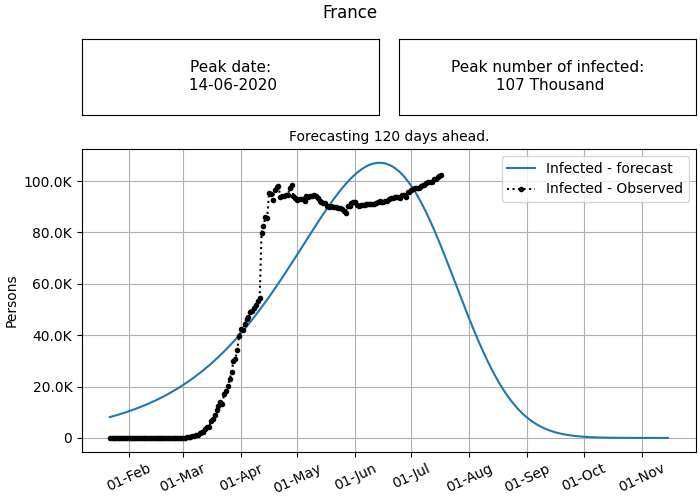 France
Peak date:
14-06-2020
Peak number of infected:
107 Thousand
Forecasting 120 days ahead.
Infected - forecast
Infected - Observed
Persons
100.0K
80.0K
60.0K
40.0K
20.0K
0
01-Feb 01-Mar 01-Apr 01-May 01-Jun 01-Jul 01-Aug 01-Sep 01-Oct 01-Nov